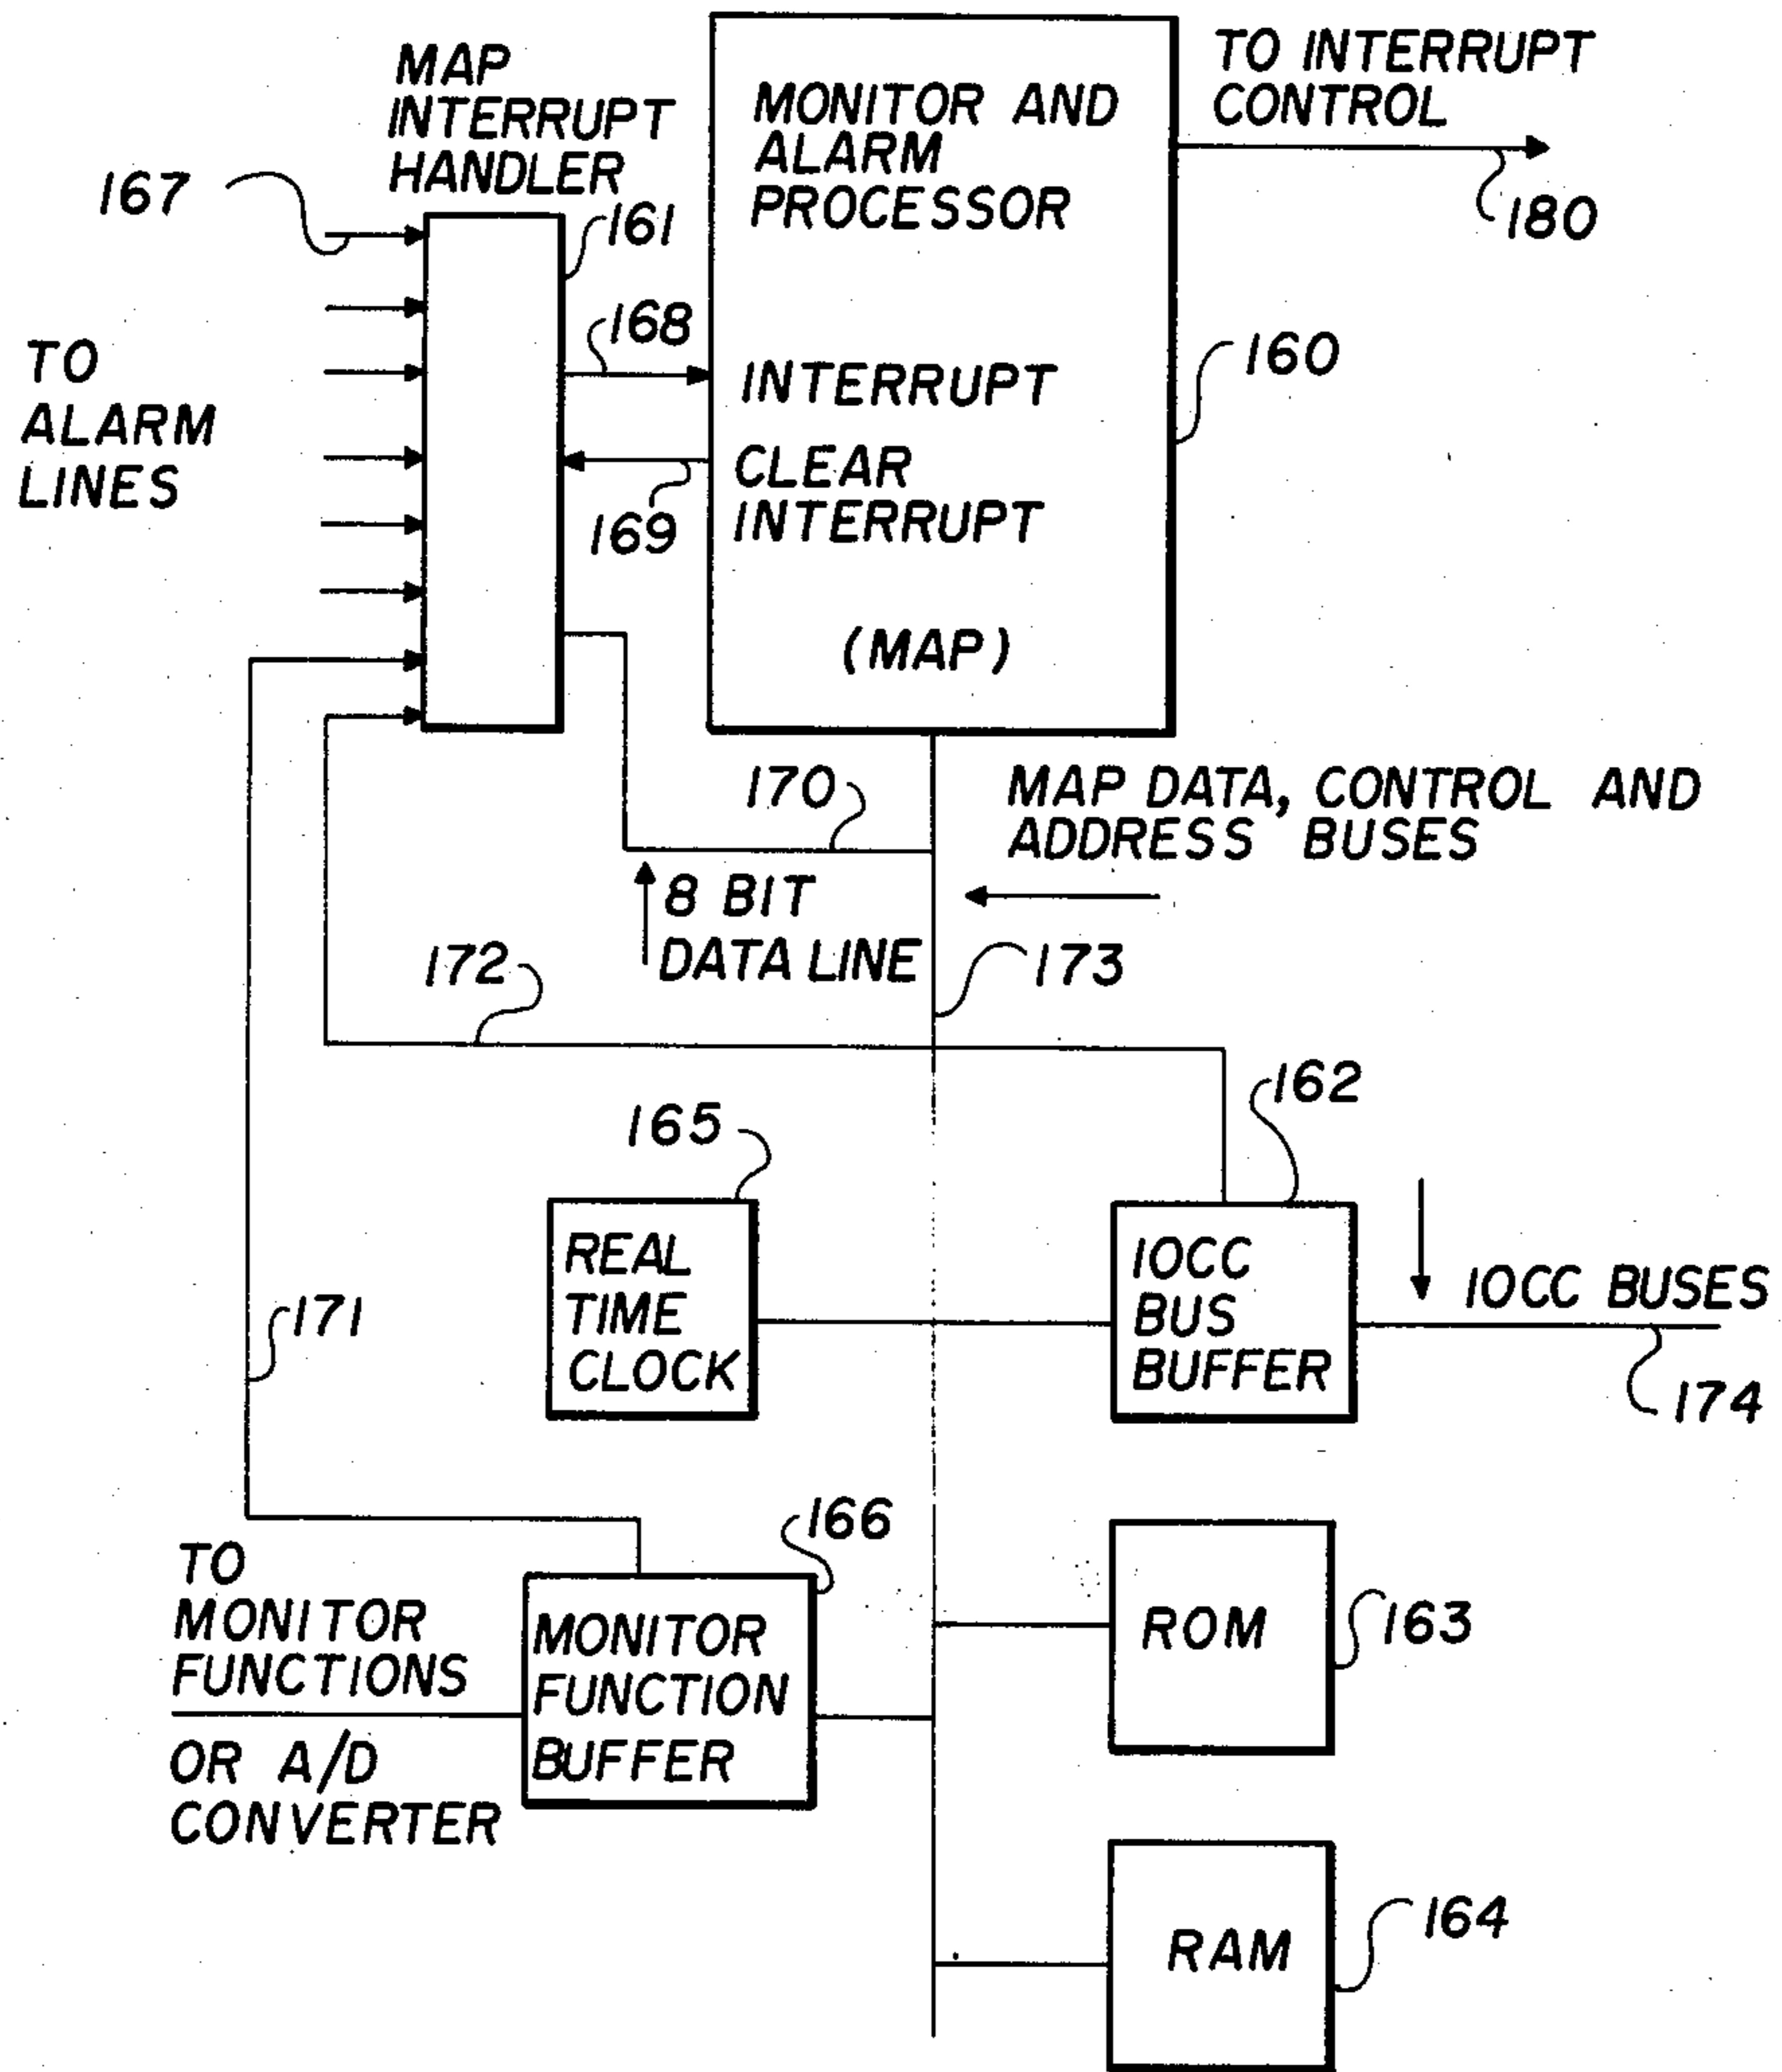 MAP
INTERRUPT
HANDLER
MONITOR AND
ALARM
PROCESSOR
TO INTERRUPT
CONTROL
167
161
180
168
160
TO
ALARM
LINES
INTERRUPT
CLEAR
INTERRUPT
169
(MAP)
170
MAP DATA, CONTROL AND
ADDRESS BUSES
8 BIT
DATA LINE
172
173
162
165
REAL
TIME
CLOCK
IOCC
BUS
BUFFER
IOCC BUSES
171
174
166
TO
MONITOR
FUNCTIONS
OR A/D
CONVERTER
MONITOR
FUNCTION
BUFFER
ROM
163
RAM
164